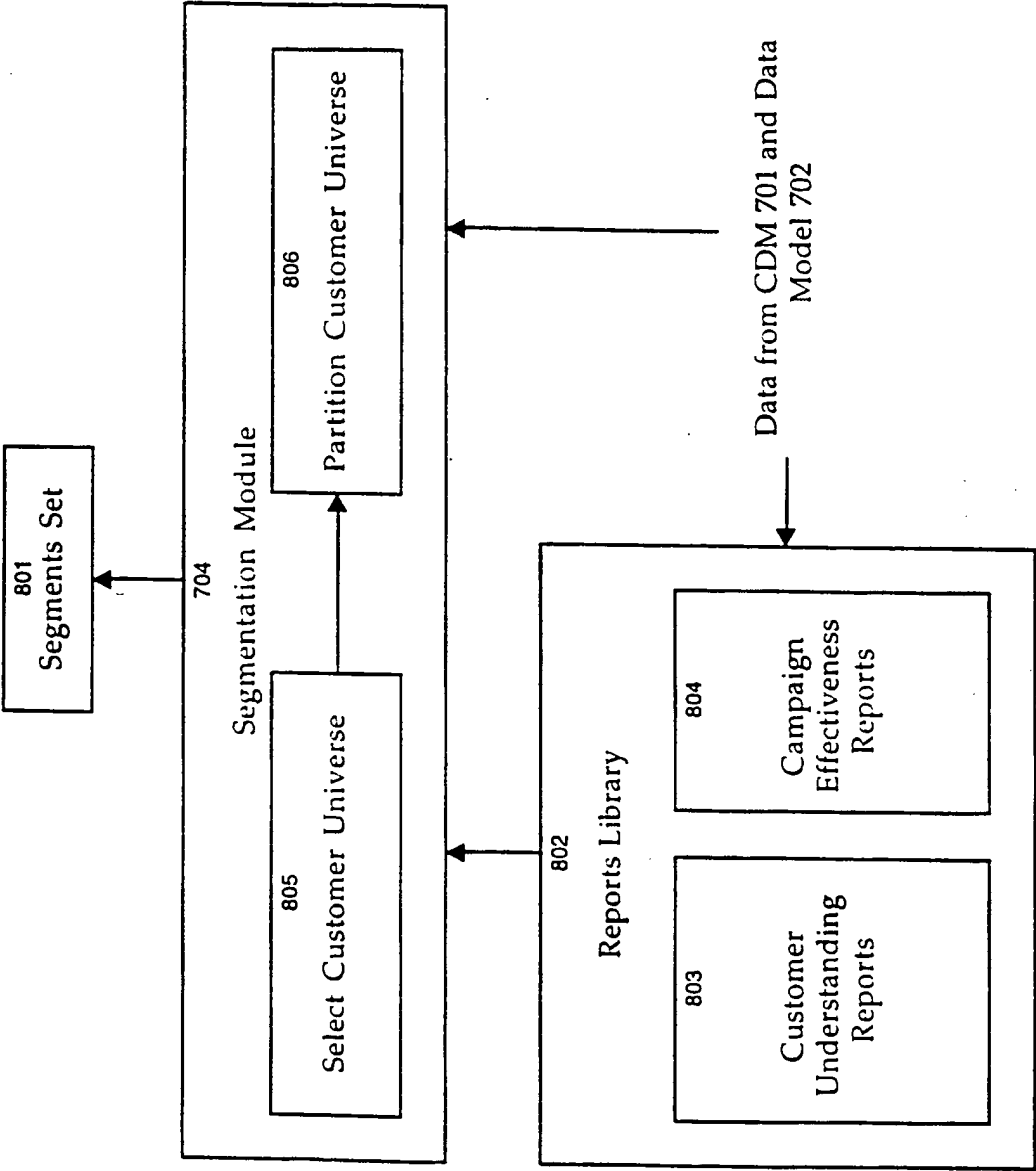 801
Segments Set
704
Segmentation Module
805
Select Customer Universe
806
Partition Customer Universe
802
Reports Library
803
Customer
Understanding
Reports
804
Campaign
Effectiveness
Reports
Data from CDM 701 and Data
Model 702